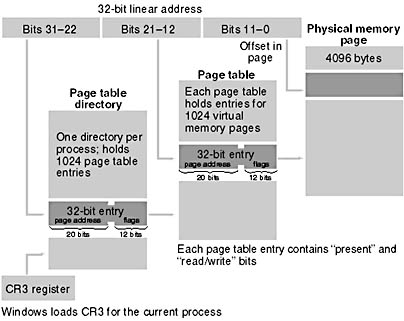 32-bit linear address
Bits 31–22
Bits 21–12
Bits 11–0
Physical memory
page
Offset
in page
4096 bytes
Page table
Each page table
holds entries for
1024 virtual
memory pages
Page table
directory
One directory per
process; holds
1024 page table
entries
32-bit entry
page address
flags
20 bits
12 bits
32-bit entry
page address
flags
20 bits
12 bits
Each page table entry contains “present” and
“read/write” bits
CR3 register
Windows loads CR3 for the current process